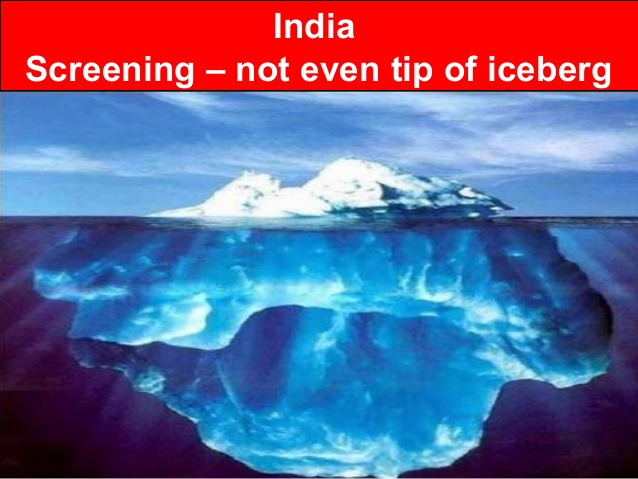 India
Screening – not even tip of iceberg